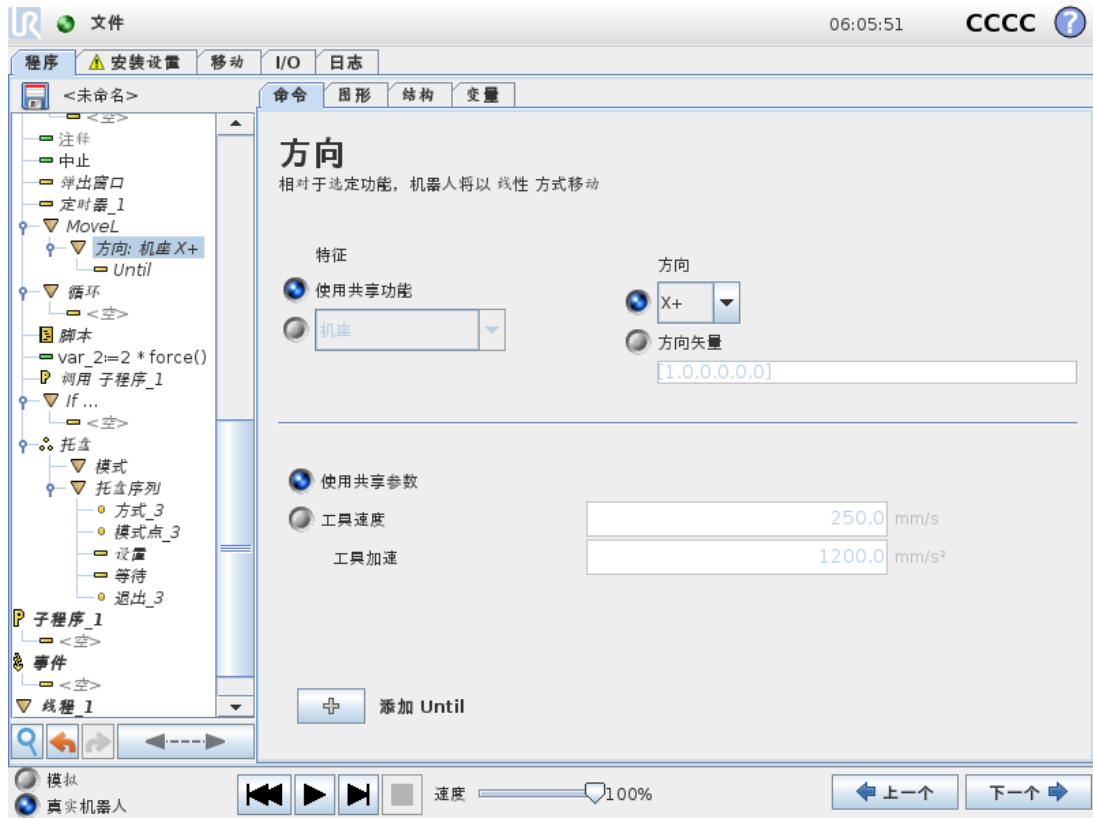 UR 文件 06:05:51 CCCC ?
程序 安装设置 移动 I/O 日志
<未命名>
命令 图形 结构 变量
<空>
注释
中止
弹出窗口
定时器_1
MoveL
方向: 机座 X+
Until
循环
<空>
脚本
var_2:=2 * force()
调用 子程序_1
If ...
<空>
托盘
模式
托盘序列
方式_3
模式点_3
设置
等待
退出_3
子程序_1
<空>
事件
<空>
线程_1
方向
相对于选定功能，机器人将以 线性 方式移动
特征
使用共享功能
机座
方向
X+
方向矢量
[1.0,0.0,0.0]
使用共享参数
工具速度 250.0 mm/s
工具加速 1200.0 mm/s²
添加 Until
模拟
真实机器人
速度 100%
上一个 下一个